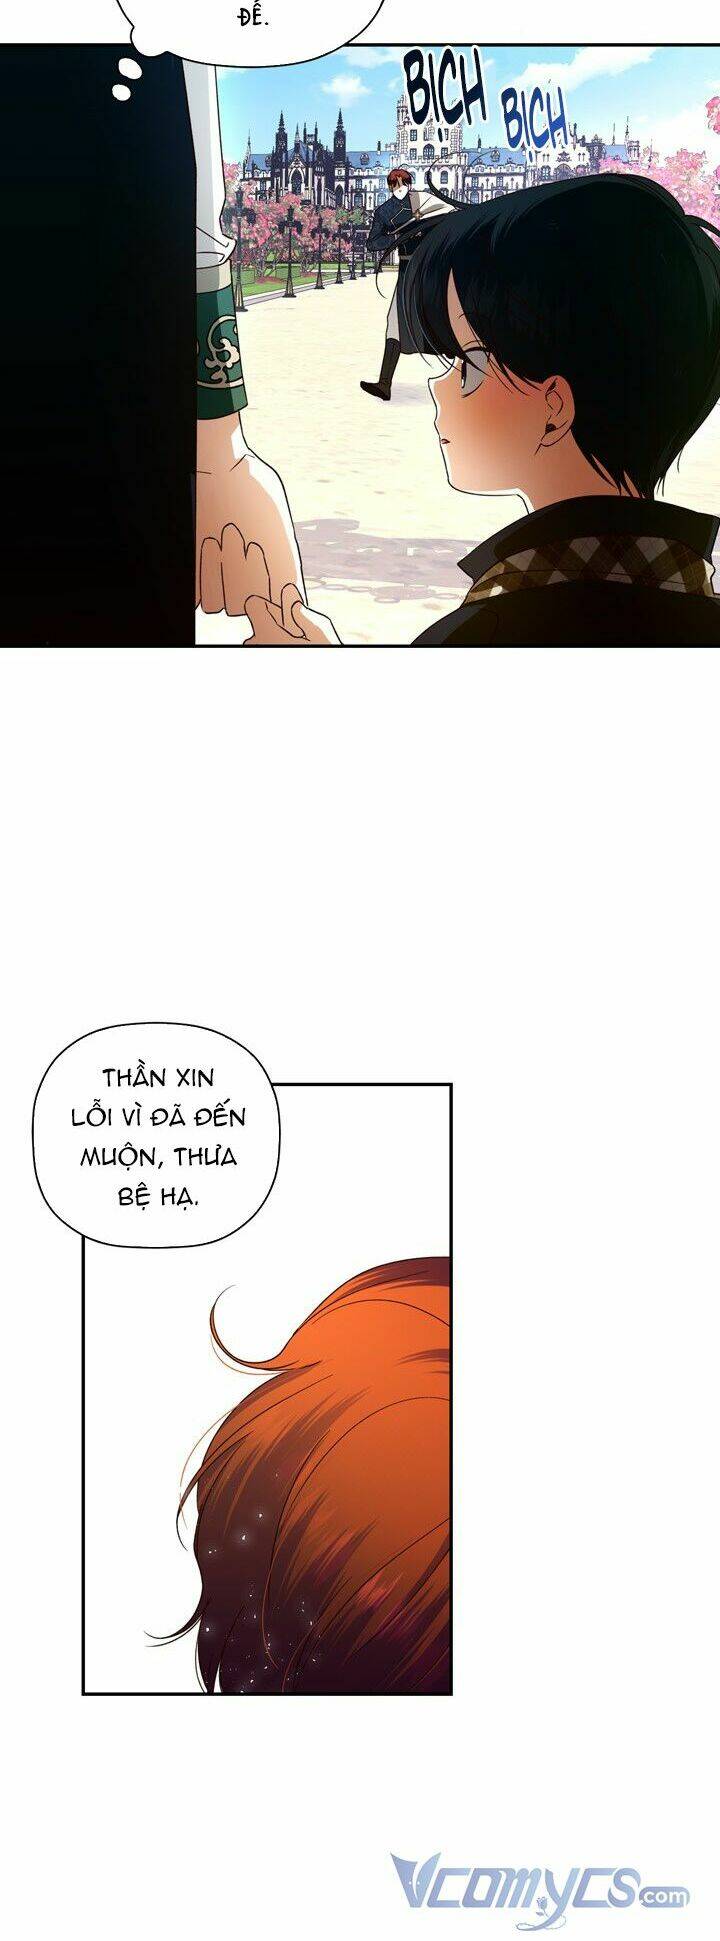 ĐẾ.
BỊCH
BỊCH
THẦN XIN
LỖI VÌ ĐÃ ĐẾN
MUỘN, THƯA
BỆ HẠ.
VCOMYCS.com